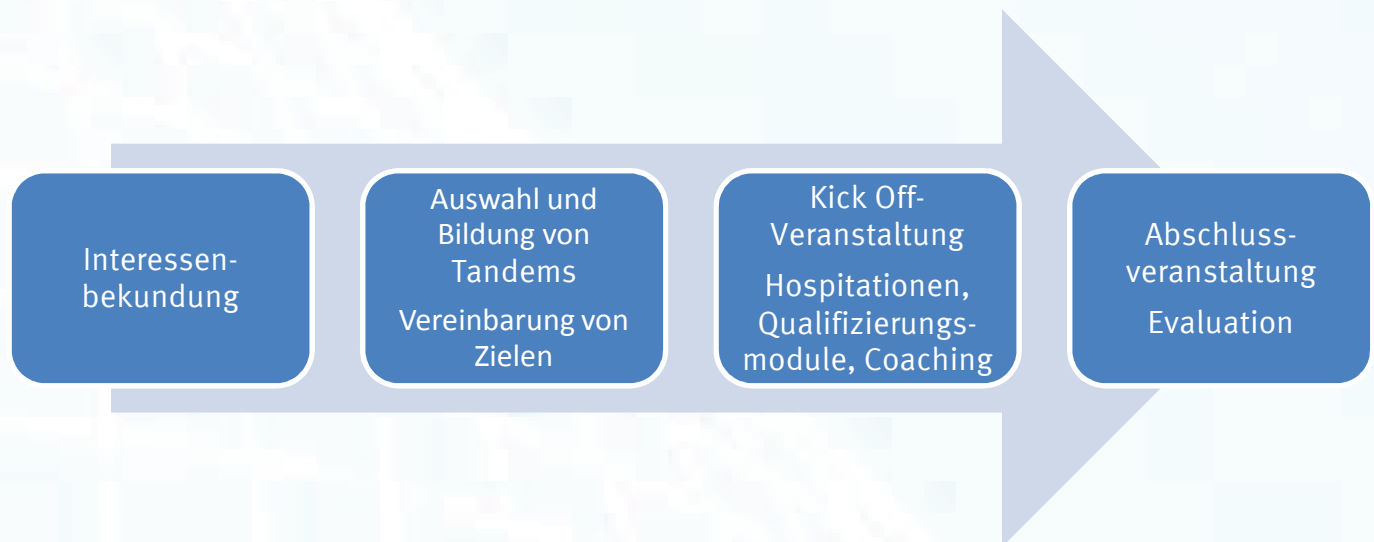 Interessen-
bekundung
Auswahl und
Bildung von
Tandems
Vereinbarung von
Zielen
Kick Off-
Veranstaltung
Hospitationen,
Qualifizierungs-
module, Coaching
Abschluss-
veranstaltung
Evaluation